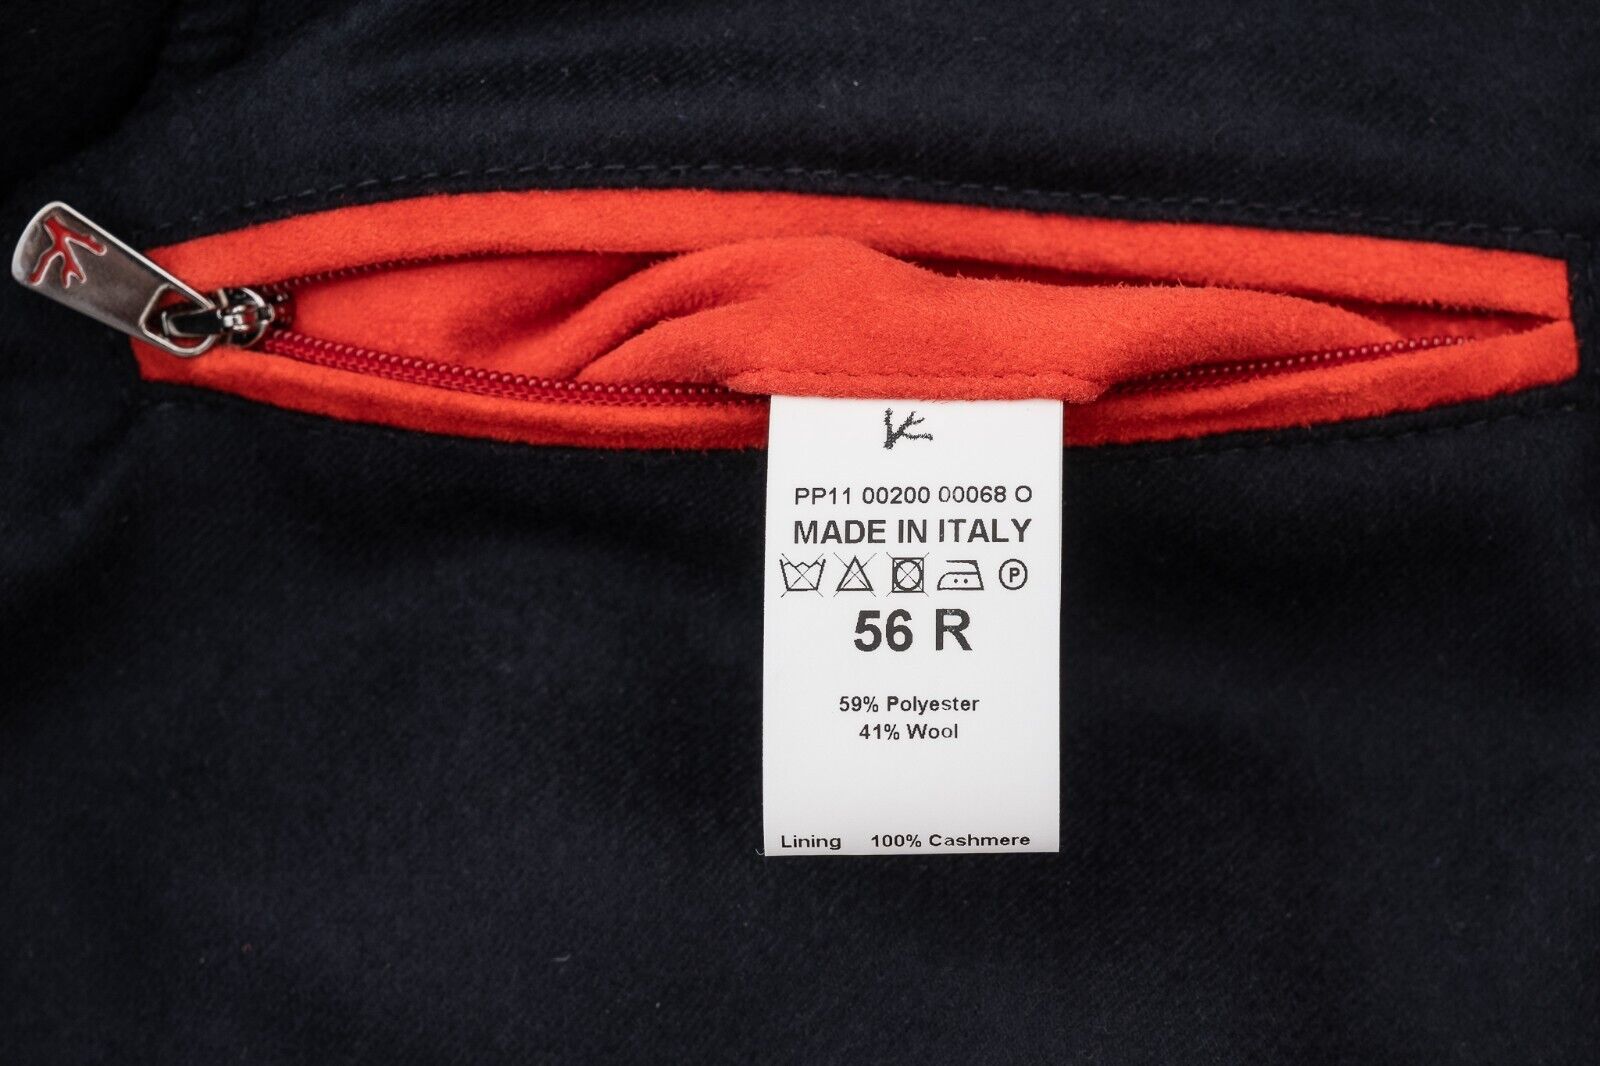 PP11 00200 00068 O
MADE IN ITALY
P
56 R
59% Polyester
41% Wool
Lining 100% Cashmere